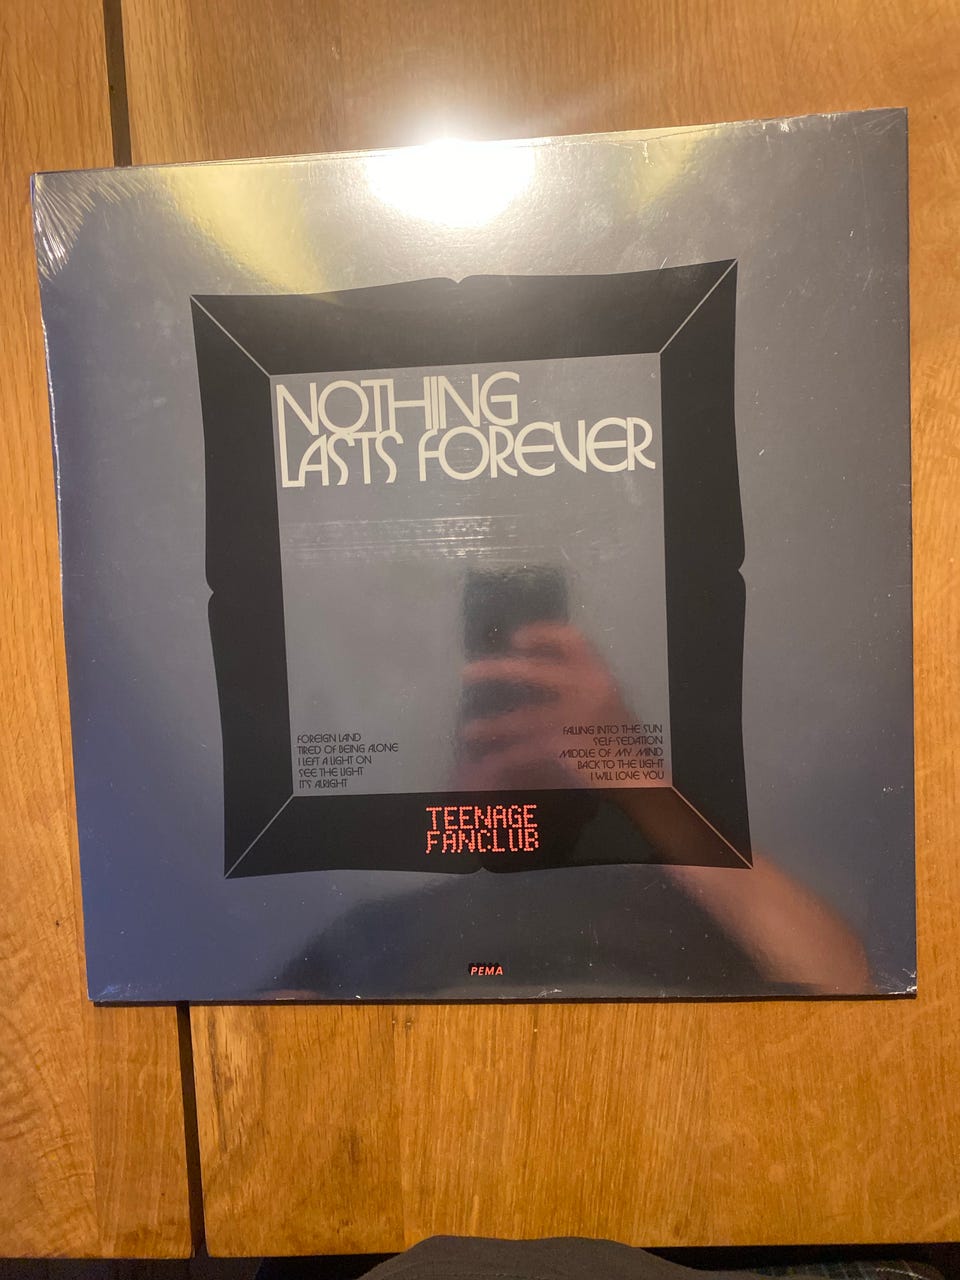 NOTHING
LASTS FOREVER
FOREIGN LAND
TIRED OF BEING ALONE
I LEFT A LIGHT ON
SEE THE LIGHT
IT'S ALRIGHT
FALLING INTO THE SUN
SELF-SEDATION
MIDDLE OF MY MIND
BACK TO THE LIGHT
I WILL LOVE YOU
TEENAGE
FANCLUB
PEMA